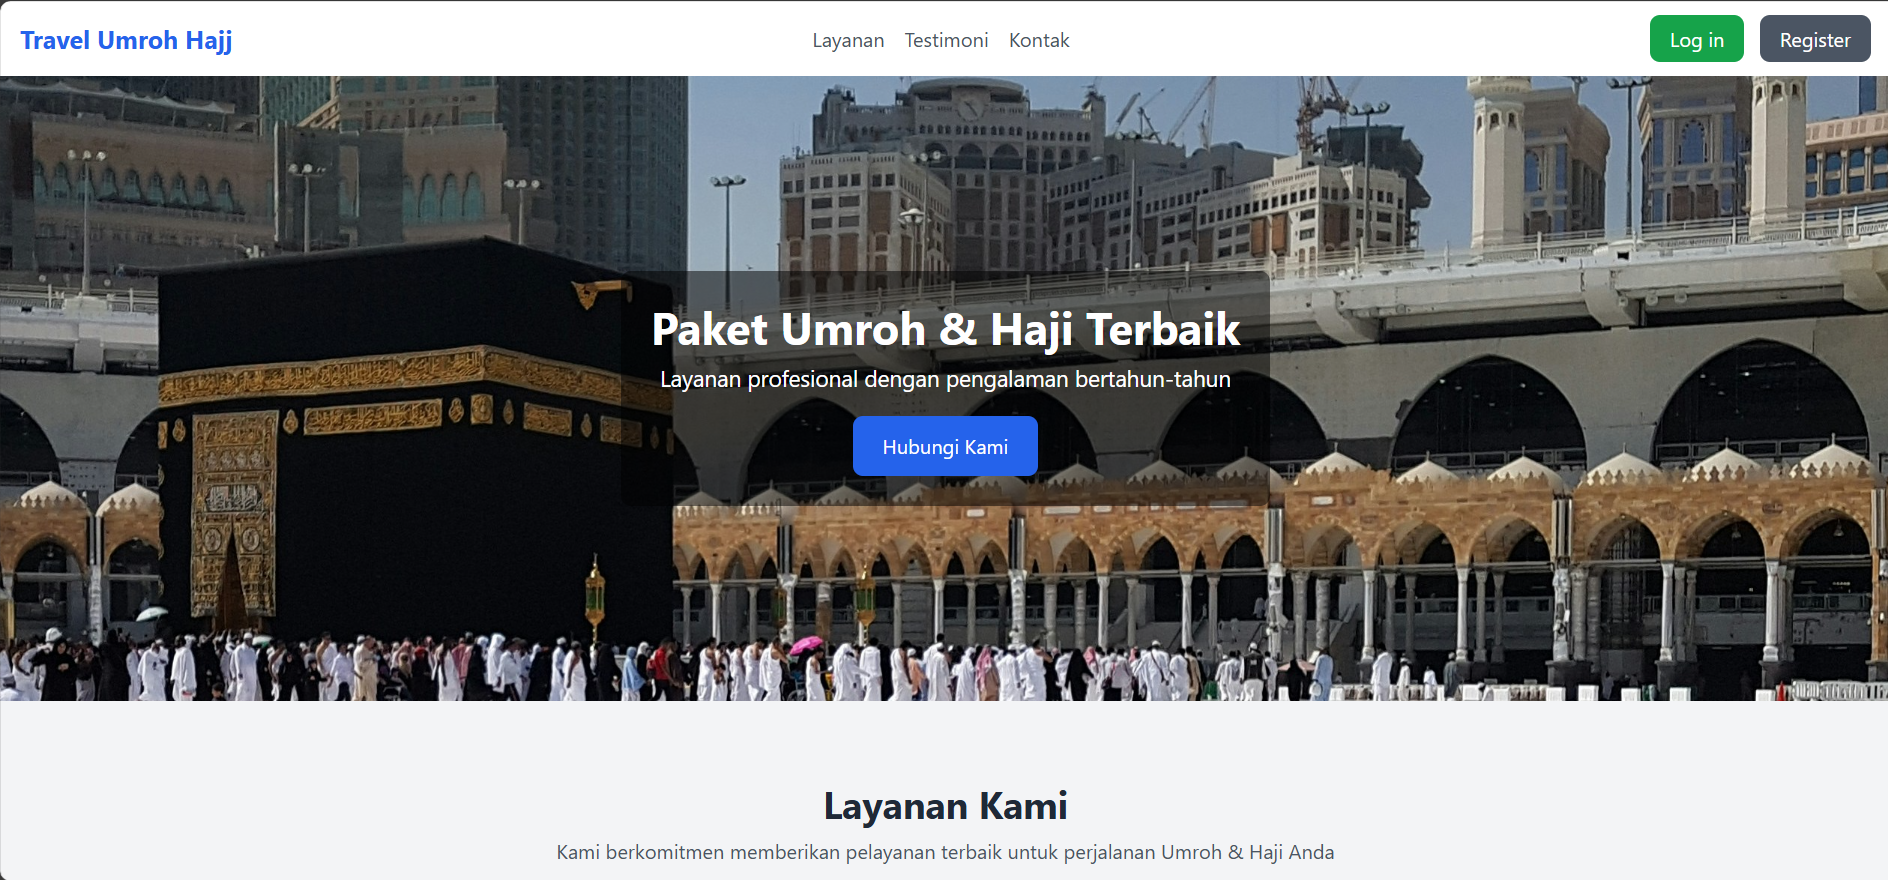 Travel Umroh Hajj
Layanan Testimoni Kontak
Log in Register
Paket Umroh & Haji Terbaik
Layanan profesional dengan pengalaman bertahun-tahun
Hubungi Kami
Layanan Kami
Kami berkomitmen memberikan pelayanan terbaik untuk perjalanan Umroh & Haji Anda